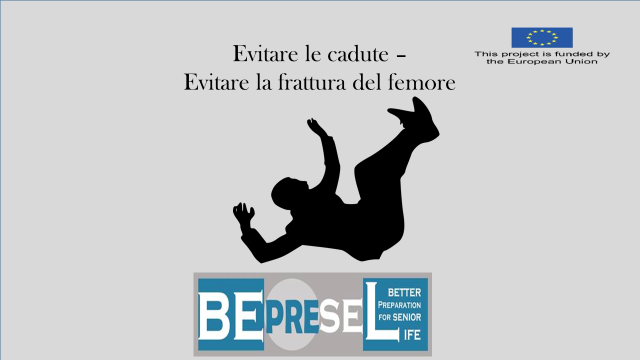 Evitare le cadute –
Evitare la frattura del femore
This project is funded by
the European Union
BEPRESEL
BETTER
PREPARATION
FOR SENIOR
IFE